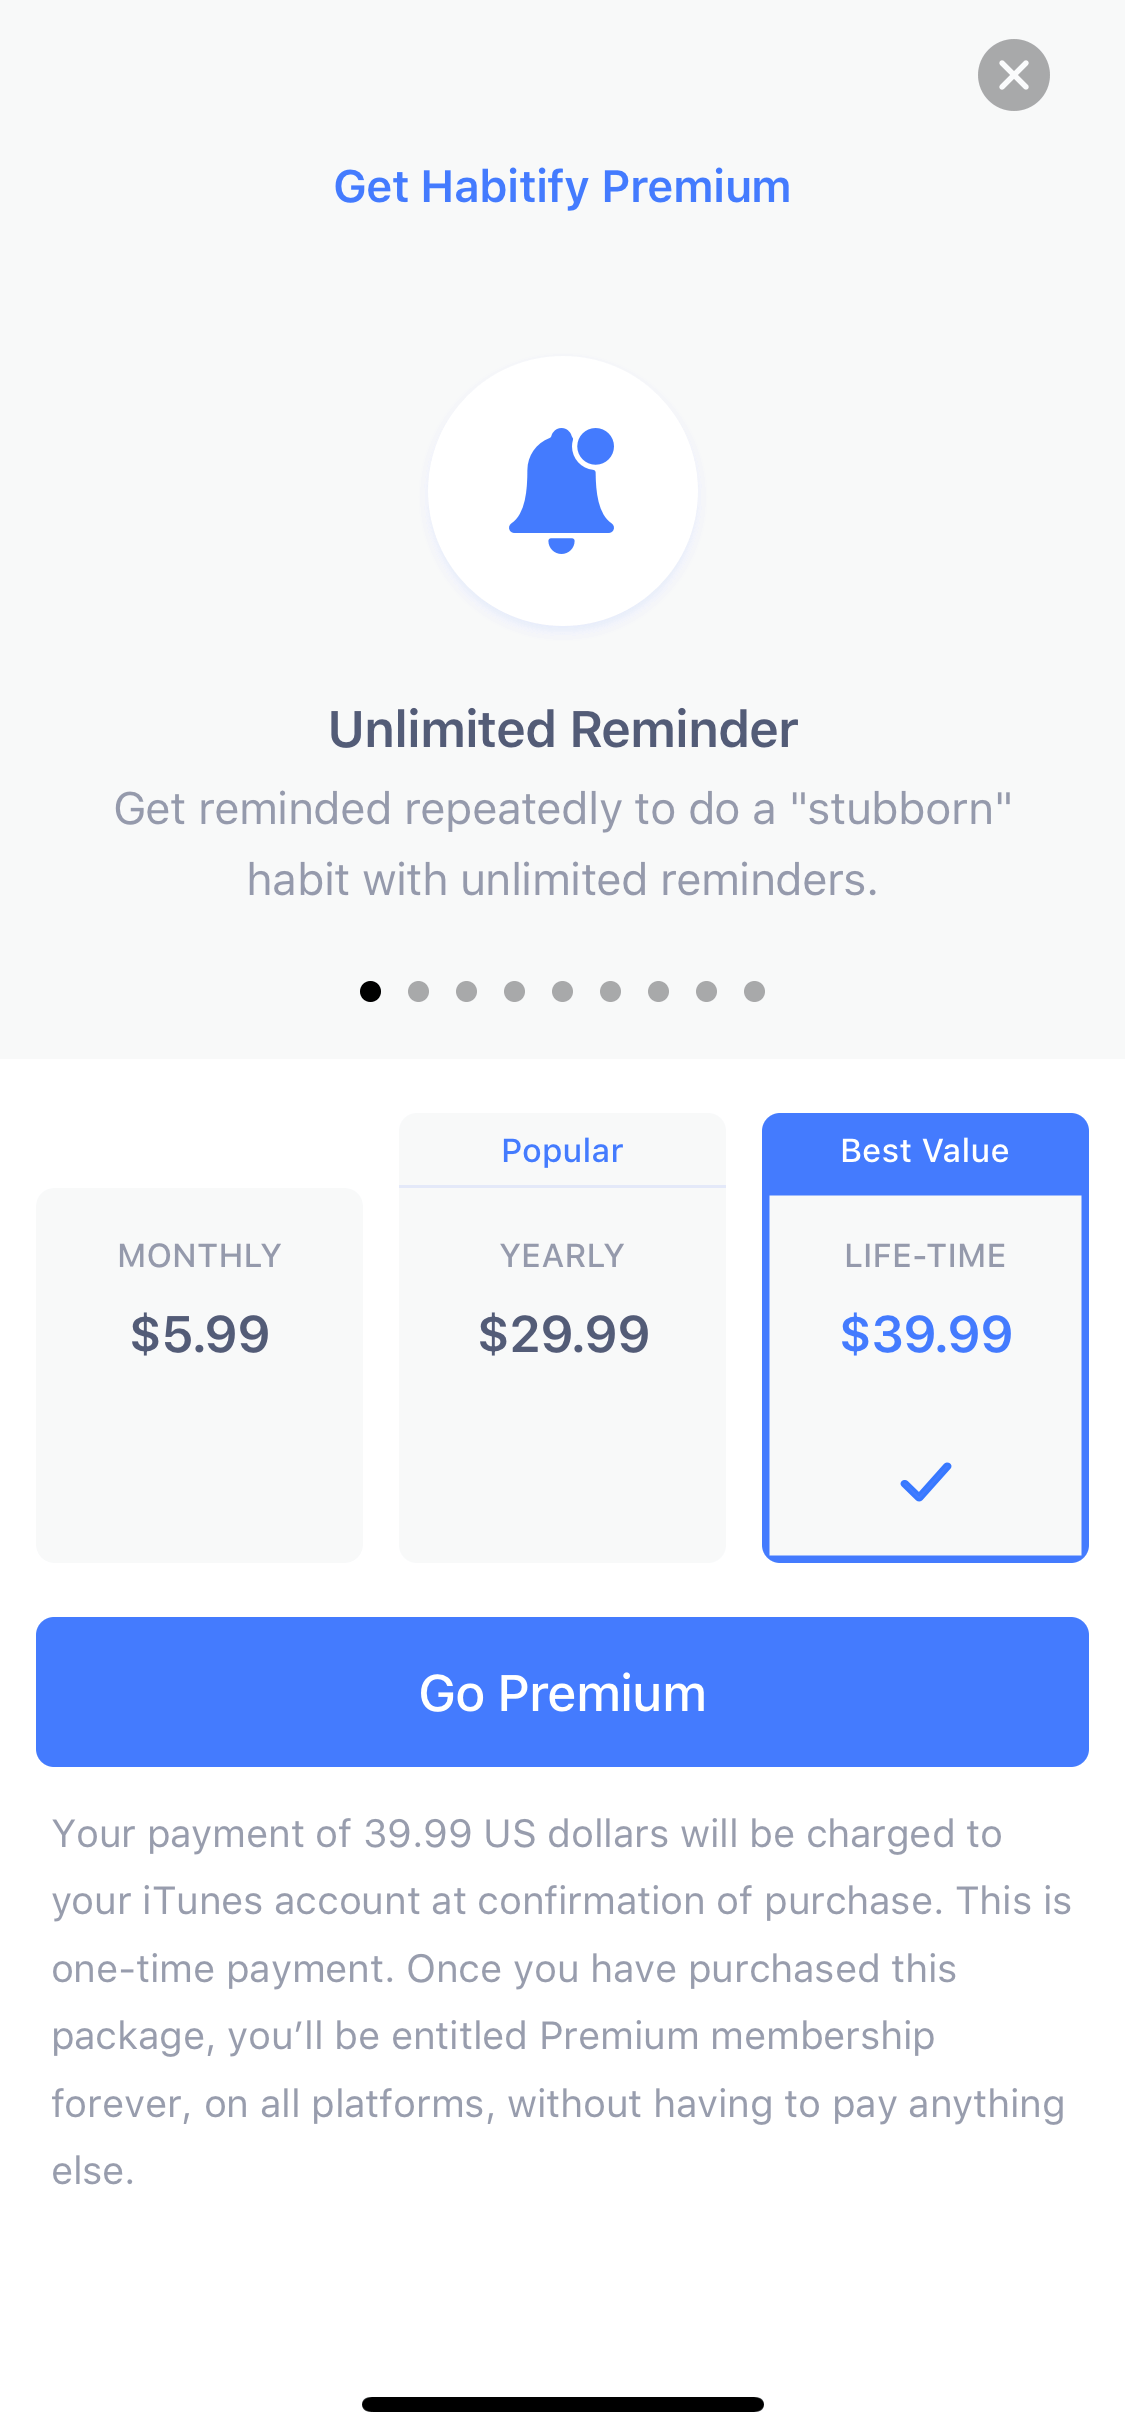 Get Habitify Premium
Unlimited Reminder
Get reminded repeatedly to do a "stubborn"
habit with unlimited reminders.
MONTHLY
$5.99
Popular
YEARLY
$29.99
Best Value
LIFE-TIME
$39.99
Go Premium
Your payment of 39.99 US dollars will be charged to
your iTunes account at confirmation of purchase. This is
one-time payment. Once you have purchased this
package, you’ll be entitled Premium membership
forever, on all platforms, without having to pay anything
else.